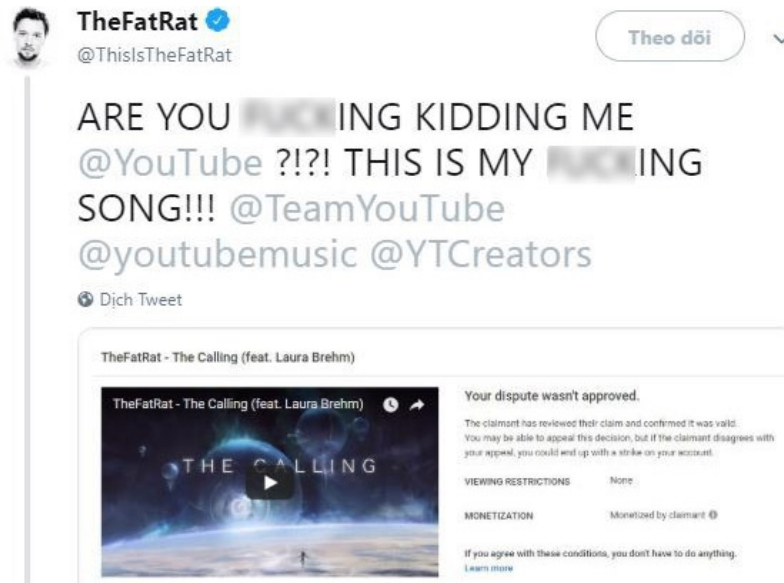 TheFatRat
@ThisIsTheFatRat
Theo dõi
ARE YOU FUCKING KIDDING ME
@YouTube ?!?! THIS IS MY FUCKING
SONG!!! @TeamYouTube
@youtubemusic @YTCreators
Dịch Tweet
TheFatRat - The Calling (feat. Laura Brehm)
TheFatRat - The Calling (feat. Laura Brehm)
THE CALLING
Your dispute wasn't approved.
The claimant has reviewed their claim and confirmed it was valid.
You may be able to appeal this decision, but if the claimant disagrees with
your appeal, you could end up with a strike on your account.
VIEWING RESTRICTIONS None
MONETIZATION Monetized by claimant
If you agree with these conditions, you don't have to do anything.
Learn more